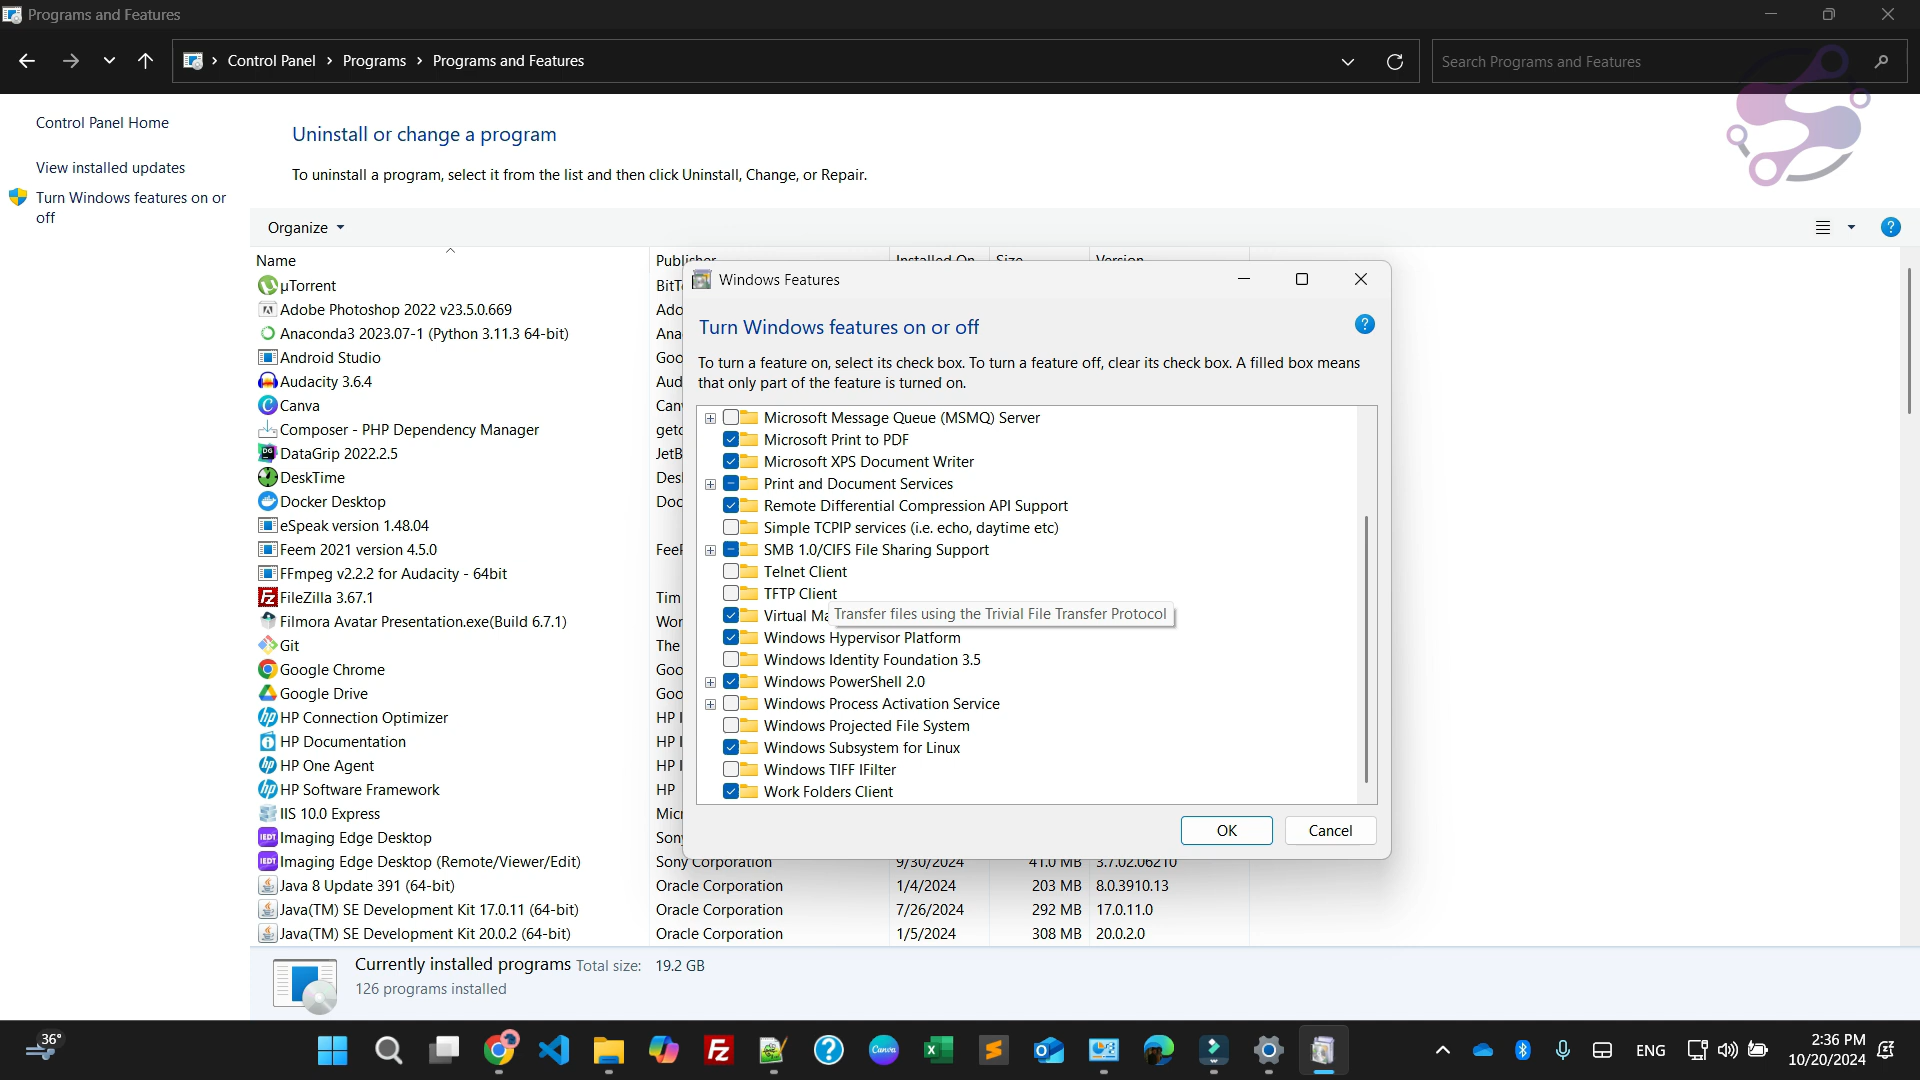 Programs and Features
Control Panel › Programs › Programs and Features
Search Programs and Features
Control Panel Home
View installed updates
Turn Windows features on or
off
Uninstall or change a program
To uninstall a program, select it from the list and then click Uninstall, Change, or Repair.
Organize
Name
Publisher
Installed On
Size
Version
µTorrent
Adobe Photoshop 2022 v23.5.0.669
Anaconda3 2023.07-1 (Python 3.11.3 64-bit)
Android Studio
Audacity 3.6.4
Canva
Composer - PHP Dependency Manager
DataGrip 2022.2.5
DeskTime
Docker Desktop
eSpeak version 1.48.04
Feem 2021 version 4.5.0
FFmpeg v2.2.2 for Audacity - 64bit
FileZilla 3.67.1
Tim
Filmora Avatar Presentation.exe(Build 6.7.1)
Git
The
Google Chrome
Google Drive
HP Connection Optimizer
HP Documentation
HP One Agent
HP Software Framework
HP
IIS 10.0 Express
Imaging Edge Desktop
Imaging Edge Desktop (Remote/Viewer/Edit) Sony Corporation 9/30/2024 41.0 MB 3.7.02.06210
Java 8 Update 391 (64-bit) Oracle Corporation 1/4/2024 203 MB 8.0.3910.13
Java(TM) SE Development Kit 17.0.11 (64-bit) Oracle Corporation 7/26/2024 292 MB 17.0.11.0
Java(TM) SE Development Kit 20.0.2 (64-bit) Oracle Corporation 1/5/2024 308 MB 20.0.2.0
Windows Features
Turn Windows features on or off
To turn a feature on, select its check box. To turn a feature off, clear its check box. A filled box means
that only part of the feature is turned on.
Microsoft Message Queue (MSMQ) Server
Microsoft Print to PDF
Microsoft XPS Document Writer
Print and Document Services
Remote Differential Compression API Support
Simple TCPIP services (i.e. echo, daytime etc)
SMB 1.0/CIFS File Sharing Support
Telnet Client
TFTP Client
Virtual Ma
Transfer files using the Trivial File Transfer Protocol
Windows Hypervisor Platform
Windows Identity Foundation 3.5
Windows PowerShell 2.0
Windows Process Activation Service
Windows Projected File System
Windows Subsystem for Linux
Windows TIFF IFilter
Work Folders Client
OK
Cancel
Currently installed programs Total size: 19.2 GB
126 programs installed
36°
Canva
ENG
2:36 PM
10/20/2024